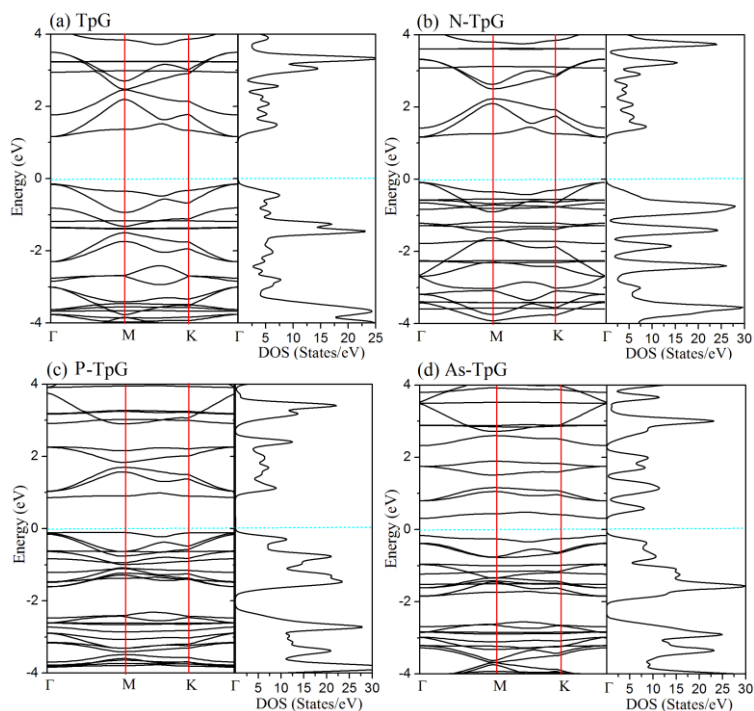 (a) TpG
(b) N-TpG
4
2
0
-2
-4
Energy (eV)
Γ
M
K
Γ
5
10
15
20
25
DOS (States/eV)
4
2
0
-2
-4
Energy (eV)
Γ
M
K
Γ
5
10
15
20
25
30
DOS (States/eV)
(c) P-TpG
(d) As-TpG
4
2
0
-2
-4
Energy (eV)
Γ
M
K
Γ
5
10
15
20
25
30
DOS (States/eV)
4
2
0
-2
-4
Energy (eV)
Γ
M
K
Γ
5
10
15
20
25
30
DOS (States/eV)